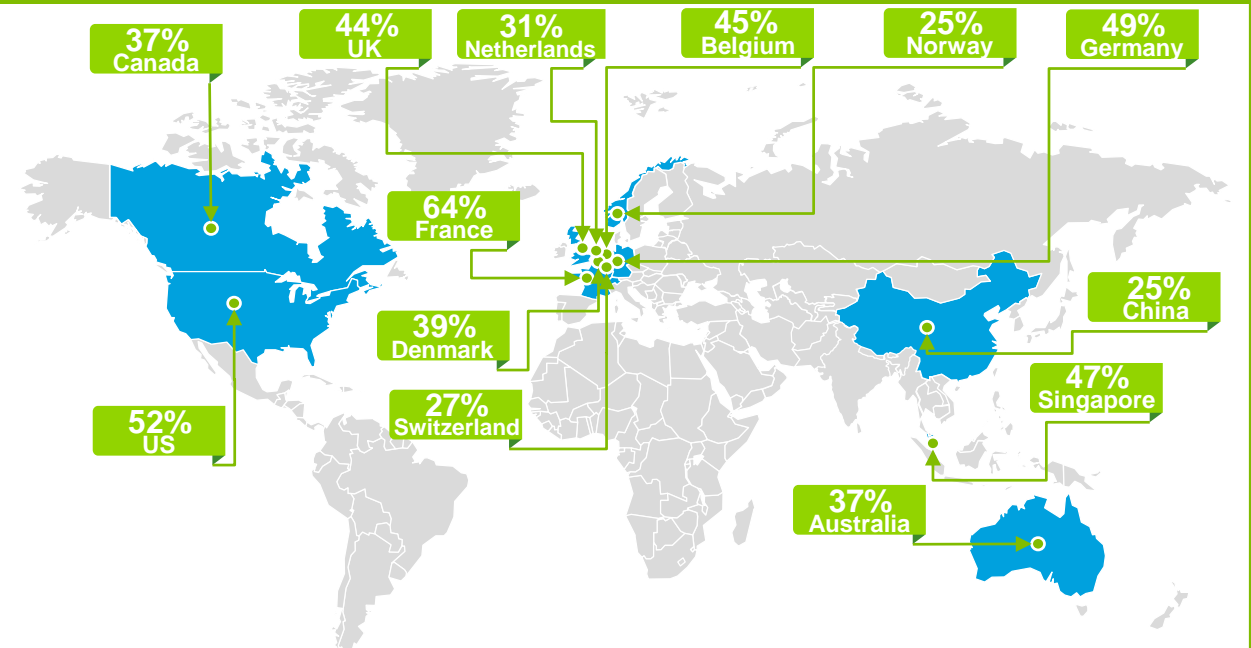 37%
Canada
44%
UK
31%
Netherlands
45%
Belgium
25%
Norway
49%
Germany
64%
France
25%
China
39%
Denmark
47%
Singapore
27%
Switzerland
52%
US
37%
Australia